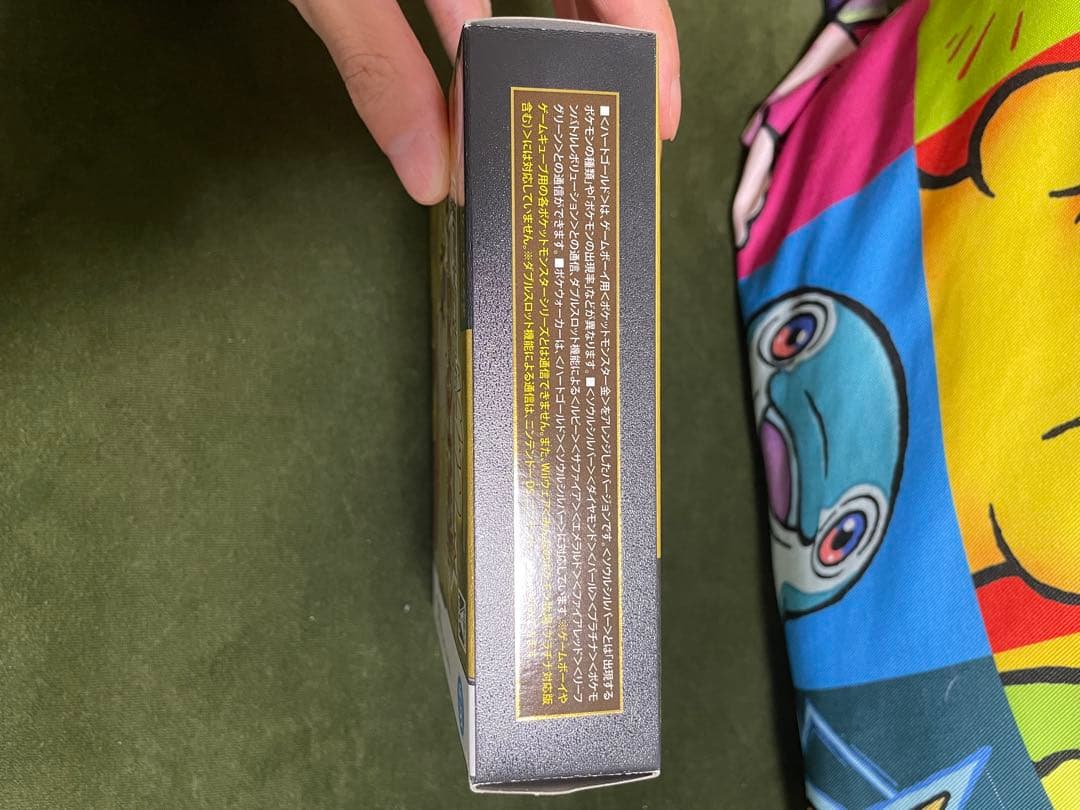 ■<ハートゴールド>は、ゲームボーイ用<ポケットモンスター金>をアレンジしたバージョンです。<ソウルシルバー>とは「出現する
ポケモンの種類」や「ポケモンの出現率」などが異なります。■<ソウルシルバー><ダイヤモンド><パール><プラチナ><ポケモ
ンバトルレボリューション>との通信、ダブルスロット機能による<ルビー><サファイア><エメラルド><ファイアレッド><リーフ
グリーン>との通信ができます。■ポケウォーカーは、<ハートゴールド><ソウルシルバー>に対応しています。※ゲームボーイや
ゲームキューブ用の各ポケットモンスターシリーズとは通信できません。また、Wiiウェア 対応版
含む)>には対応していません。※ダブルスロット機能による通信は、ニンテンドーD